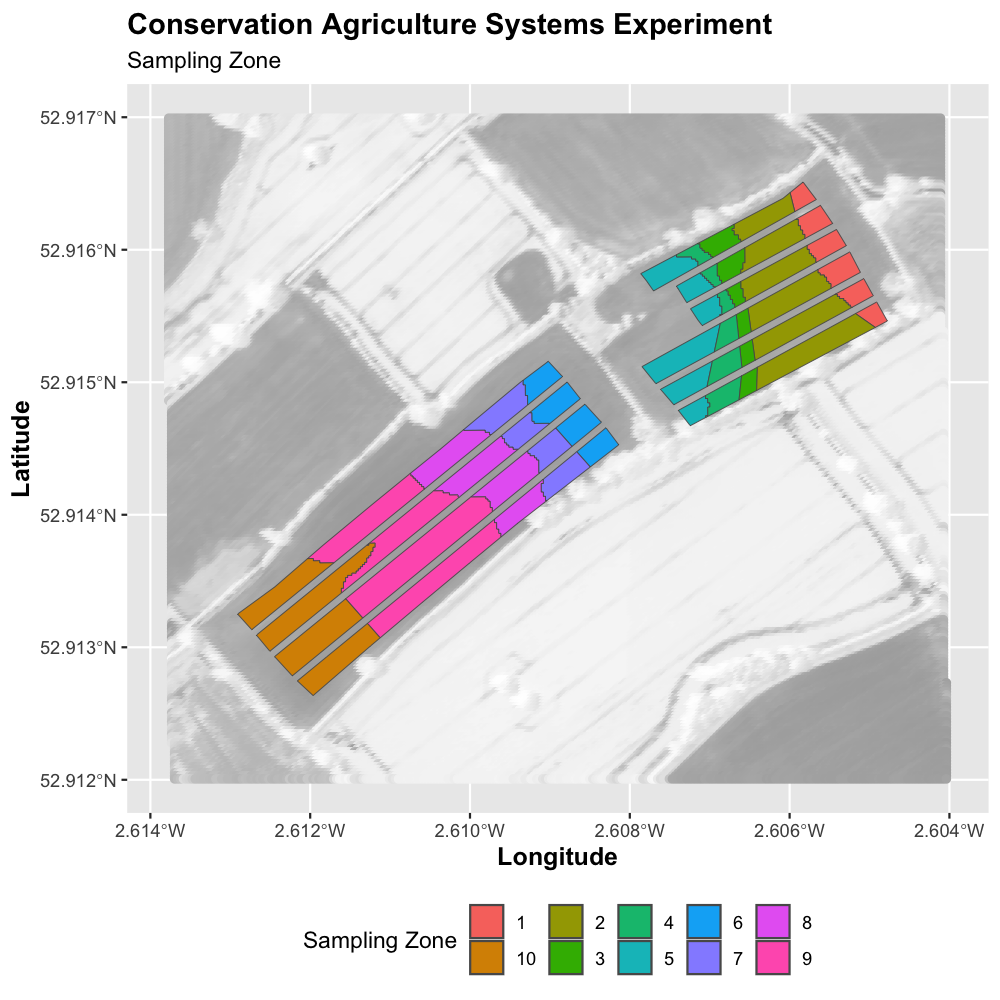 Conservation Agriculture Systems Experiment
Sampling Zone
52.917°N
52.916°N
52.915°N
52.914°N
52.913°N
52.912°N
Latitude
2.614°W 2.612°W 2.610°W 2.608°W 2.606°W 2.604°W
Longitude
Sampling Zone
1 2 4 6 8
10 3 5 7 9